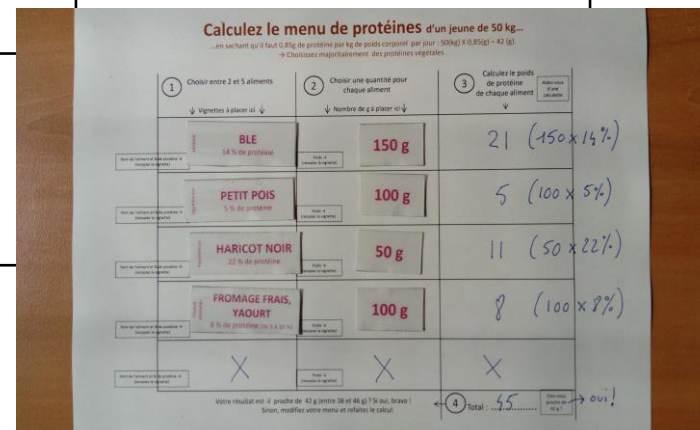 Calculez le menu de protéines d'un jeune de 50 kg...
...en sachant qu'il faut 0,85g de protéine par kg de poids corporel par jour : 50(kg) X 0,85(g) = 42 (g)
→ Choisissez majoritairement des protéines végétales
1 Choisir entre 2 et 5 aliments
2 Choisir une quantité pour chaque aliment
3 Calculez le poids de protéine de chaque aliment
↓ Vignettes à placer ici ↓
↓ Nombre de g à placer ici ↓
BLE
14 % de protéine
150 g
21 (150 x 14%)
PETIT POIS
5 % de protéine
100 g
5 (100 x 5%)
HARICOT NOIR
22 % de protéine
50 g
11 (50 x 22%)
FROMAGE FRAIS,
YAOURT
8 % de protéine
100 g
8 (100 x 8%)
X X X
Votre résultat est-il proche de 42 g (entre 38 et 46 g) ? Si oui, bravo !
Sinon, modifiez votre menu et refaites le calcul.
← 4 Total : 45 → oui !